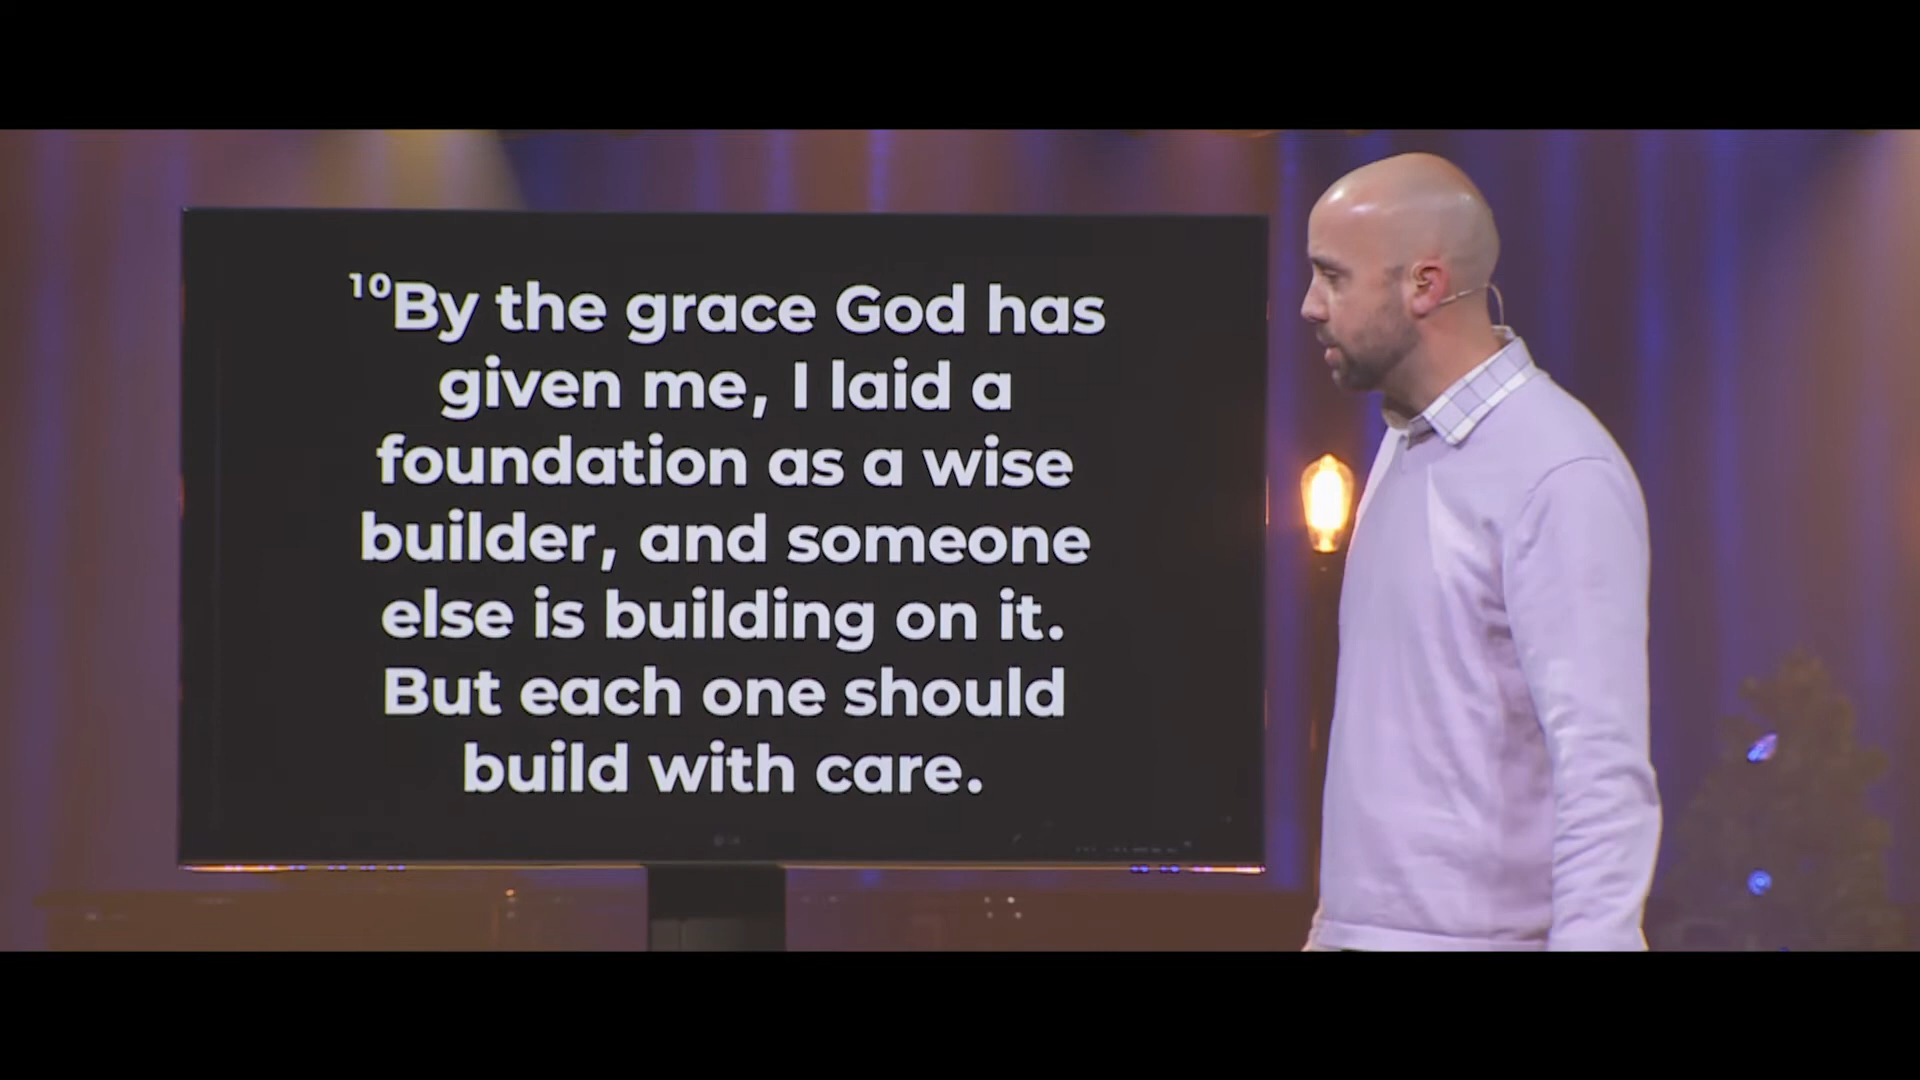 ¹⁰By the grace God has
given me, I laid a
foundation as a wise
builder, and someone
else is building on it.
But each one should
build with care.